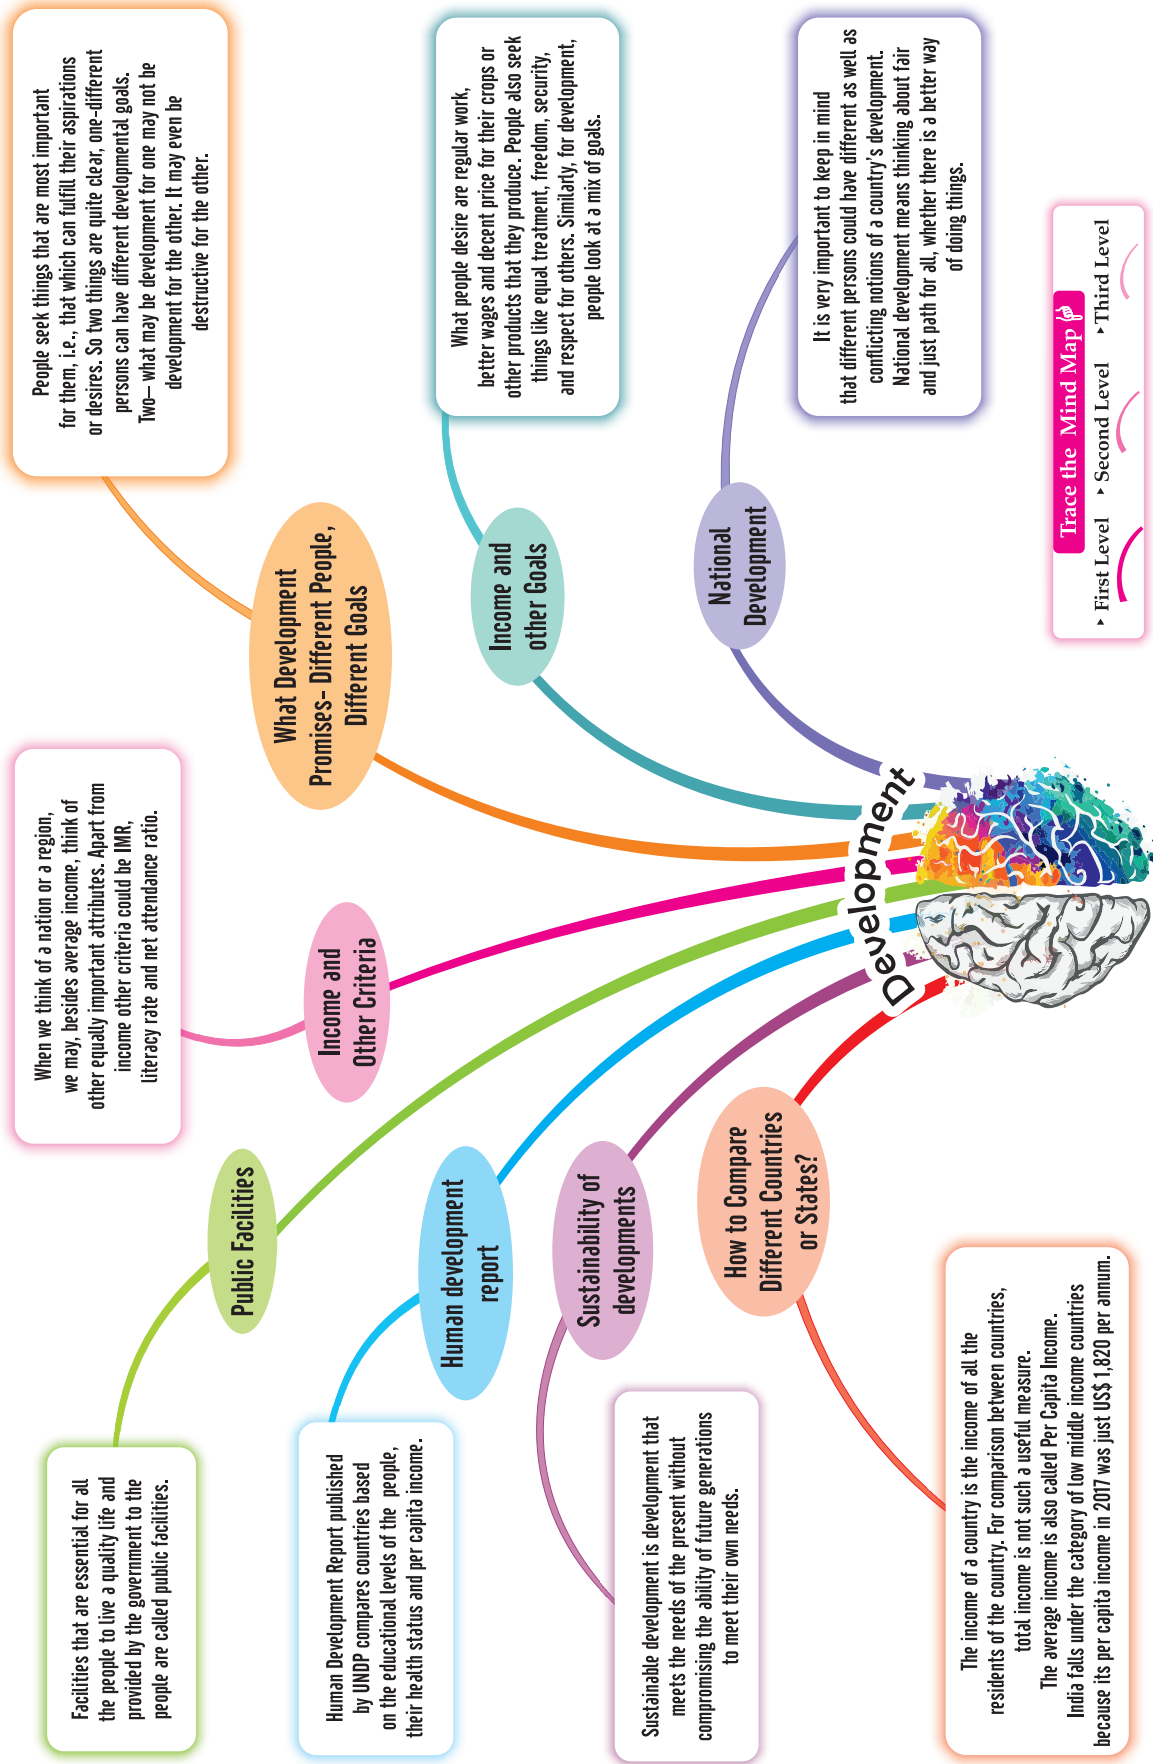 People seek things that are most important
for them, i.e., that which can fulfill their aspirations
or desires. So two things are quite clear, one-different
persons can have different developmental goals.
Two– what may be development for one may not be
development for the other. It may even be
destructive for the other.
What Development
Promises- Different People,
Different Goals
What people desire are regular work,
better wages and decent price for their crops or
other products that they produce. People also seek
things like equal treatment, freedom, security,
and respect for others. Similarly, for development,
people look at a mix of goals.
Income and
other Goals
It is very important to keep in mind
that different persons could have different as well as
conflicting notions of a country's development.
National development means thinking about fair
and just path for all, whether there is a better way
of doing things.
National
Development
When we think of a nation or a region,
we may, besides average income, think of
other equally important attributes. Apart from
income other criteria could be IMR,
literacy rate and net attendance ratio.
Income and
Other Criteria
Facilities that are essential for all
the people to live a quality life and
provided by the government to the
people are called public facilities.
Public Facilities
Human Development Report published
by UNDP compares countries based
on the educational levels of the people,
their health status and per capita income.
Human development
report
Sustainable development is development that
meets the needs of the present without
compromising the ability of future generations
to meet their own needs.
Sustainability of
developments
How to Compare
Different Countries
or States?
The income of a country is the income of all the
residents of the country. For comparison between countries,
total income is not such a useful measure.
The average income is also called Per Capita Income.
India falls under the category of low middle income countries
because its per capita income in 2017 was just US$ 1,820 per annum.
Development
Trace the Mind Map
▸ First Level ▸ Second Level ▸ Third Level